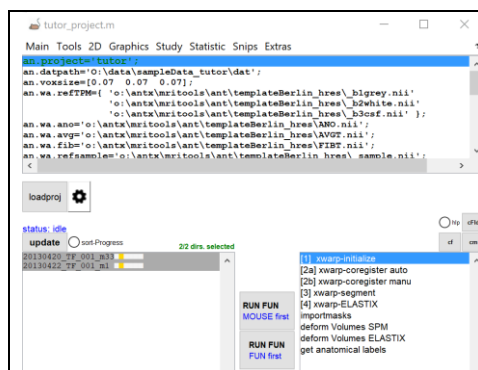 tutor_project.m
Main Tools 2D Graphics Study Statistic Snips Extras
an.project='tutor';
an.datpath='O:\data\sampleData_tutor\dat';
an.voxsize=[0.07 0.07 0.07];
an.wa.refTPM={ 'o:\antx\mritools\ant\templateBerlin_hres\_b1grey.nii'
'o:\antx\mritools\ant\templateBerlin_hres\_b2white.nii'
'o:\antx\mritools\ant\templateBerlin_hres\_b3csf.nii' };
an.wa.ano='o:\antx\mritools\ant\templateBerlin_hres\ANO.nii';
an.wa.avg='o:\antx\mritools\ant\templateBerlin_hres\AVGT.nii';
an.wa.fib='o:\antx\mritools\ant\templateBerlin_hres\FIBT.nii';
an.wa.refsample='o:\antx\mritools\ant\templateBerlin_hres\_sample.nii';
loadproj
status: idle
hip cFile
update sort-Progress 2/2 dirs. selected cf cm
20130420_TF_001_m33
20130422_TF_001_m1
[1] xwarp-initialize
[2a] xwarp-coregister auto
[2b] xwarp-coregister manu
[3] xwarp-segment
[4] xwarp-ELASTIX
importmasks
deform Volumes SPM
deform Volumes ELASTIX
get anatomical labels
RUN FUN
MOUSE first
RUN FUN
FUN first